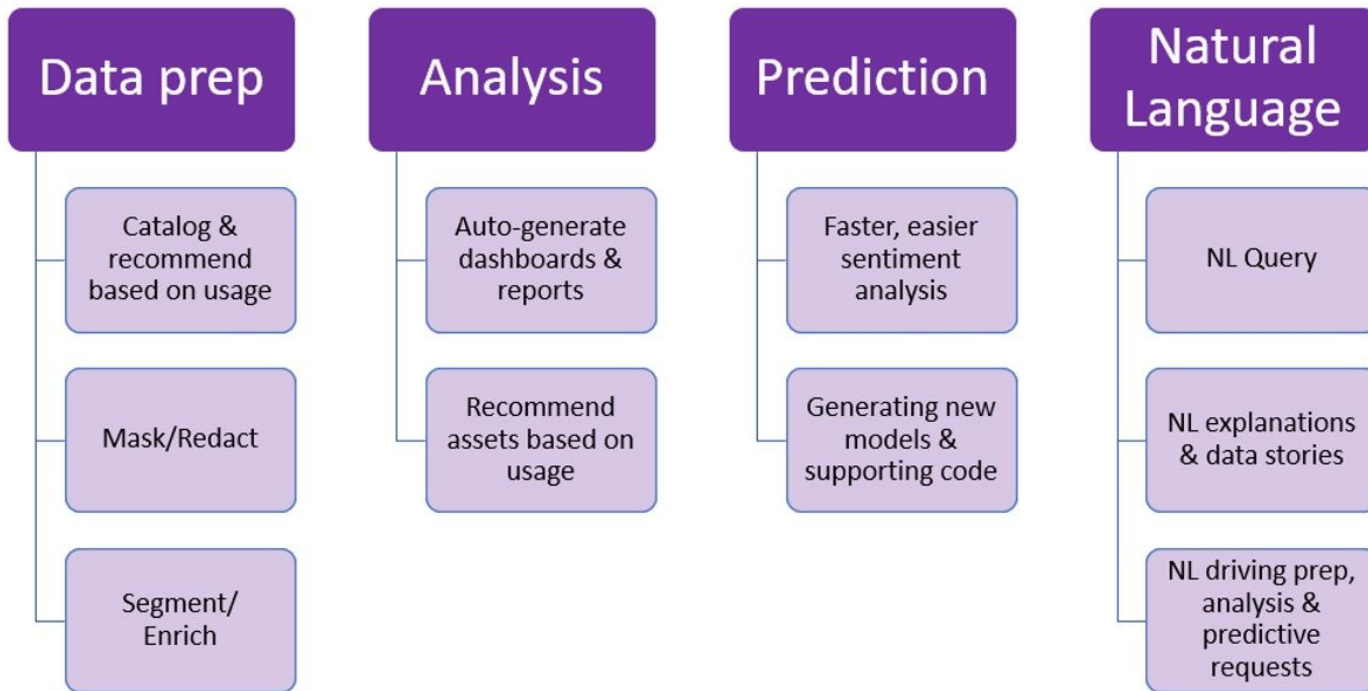 Data prep
Catalog &
recommend
based on usage
Mask/Redact
Segment/
Enrich
Analysis
Auto-generate
dashboards &
reports
Recommend
assets based on
usage
Prediction
Faster, easier
sentiment
analysis
Generating new
models &
supporting code
Natural
Language
NL Query
NL explanations
& data stories
NL driving prep,
analysis &
predictive
requests